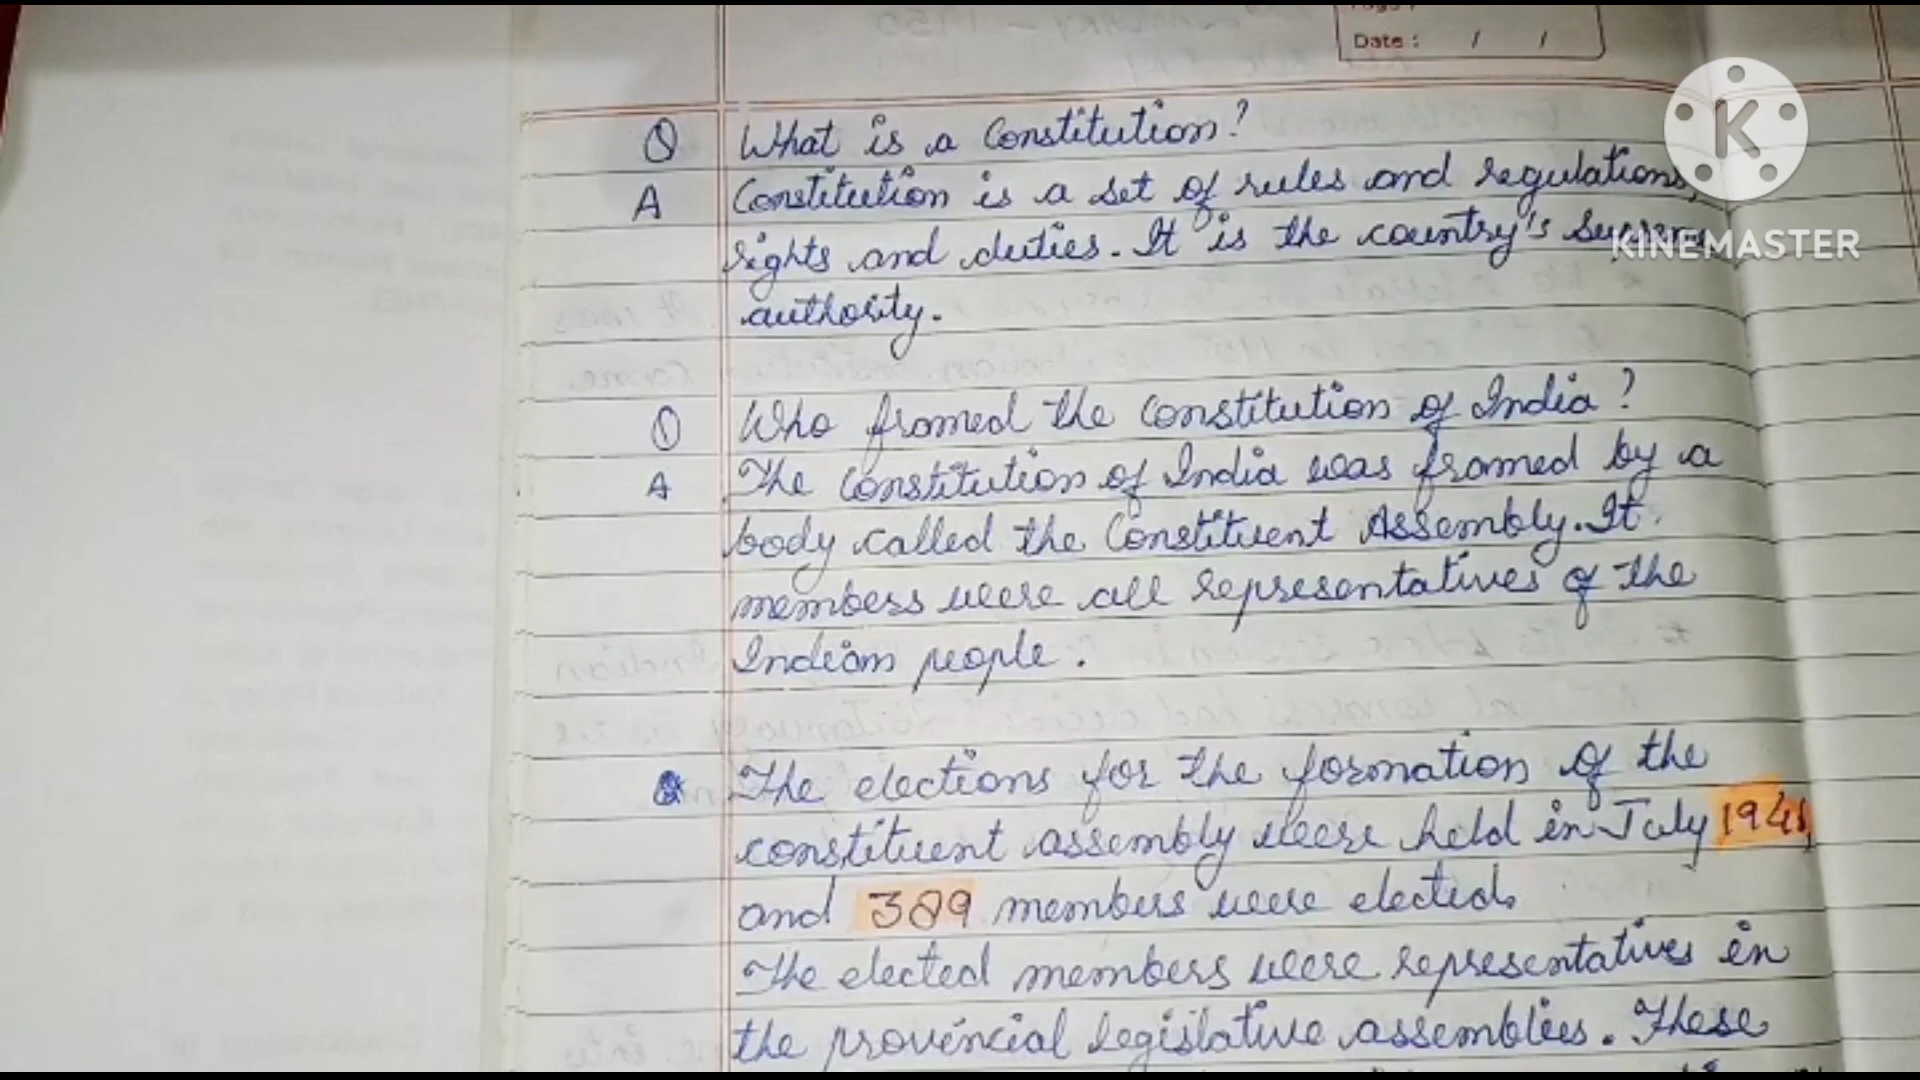 Date : / /
K
KINEMASTER
Q What is a Constitution?
A Constitution is a set of rules and regulations,
rights and duties. It is the country's
authority.
Q Who framed the Constitution of India?
A The Constitution of India was framed by a
body called the Constituent Assembly. It
members were all representatives of the
Indian people.
The elections for the formation of the
constituent assembly were held in July
and 389 members were elected.
The elected members were representatives in
the provincial legislative assemblies. These